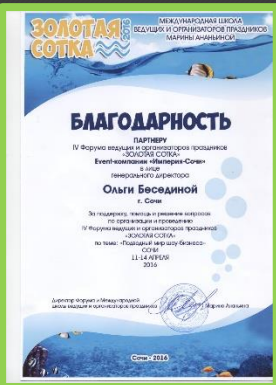 ЗОЛОТАЯ
СОТКА 2016
МЕЖДУНАРОДНАЯ ШКОЛА
ВЕДУЩИХ И ОРГАНИЗАТОРОВ ПРАЗДНИКОВ
МАРИНЫ АНАНЬИНОЙ
БЛАГОДАРНОСТЬ
ПАРТНЕРУ
IV Форума ведущих и организаторов праздников
«ЗОЛОТАЯ СОТКА»
Event-компании «Империя-Сочи»
в лице
генерального директора
Ольги Бесединой
г. Сочи
За поддержку, помощь и решение вопросов
по организации и проведению
IV Форума ведущих и организаторов праздников
«ЗОЛОТАЯ СОТКА»
по теме: «Подводный мир шоу-бизнеса»
СОЧИ
11-14 АПРЕЛЯ
2016
Директор Форума и Международной
школы ведущих и организаторов праздников Марина Ананьина
Сочи - 2016